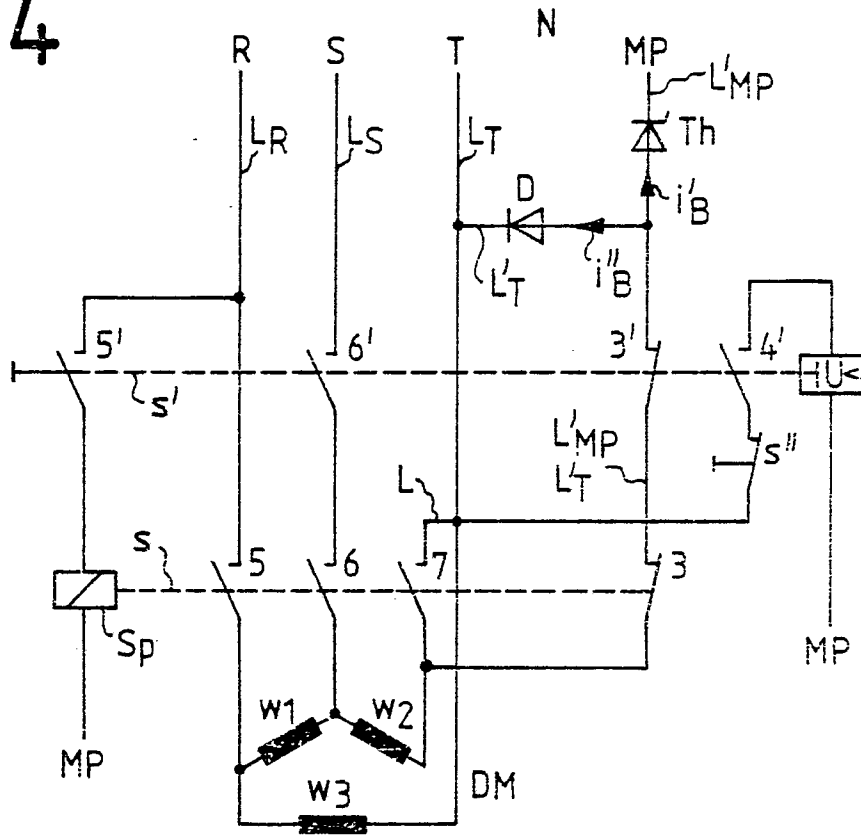 4
N
R S T MP
L'MP
LR LS LT Th
D i'B
L'T i''B
5' 6' 3' 4'
s' U<
L'MP
L'T s''
L
s 5 6 7 3
Sp
MP
W1 W2
MP W3 DM